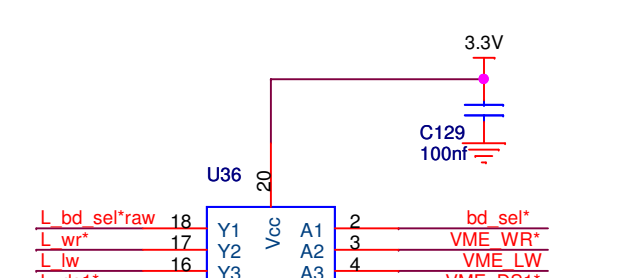 3.3V
C129
100nf
U36
20
Vcc
L_bd_sel*raw 18 Y1 A1 2 bd_sel*
L_wr* 17 Y2 A2 3 VME_WR*
L_lw 16 Y3 A3 4 VME_LW